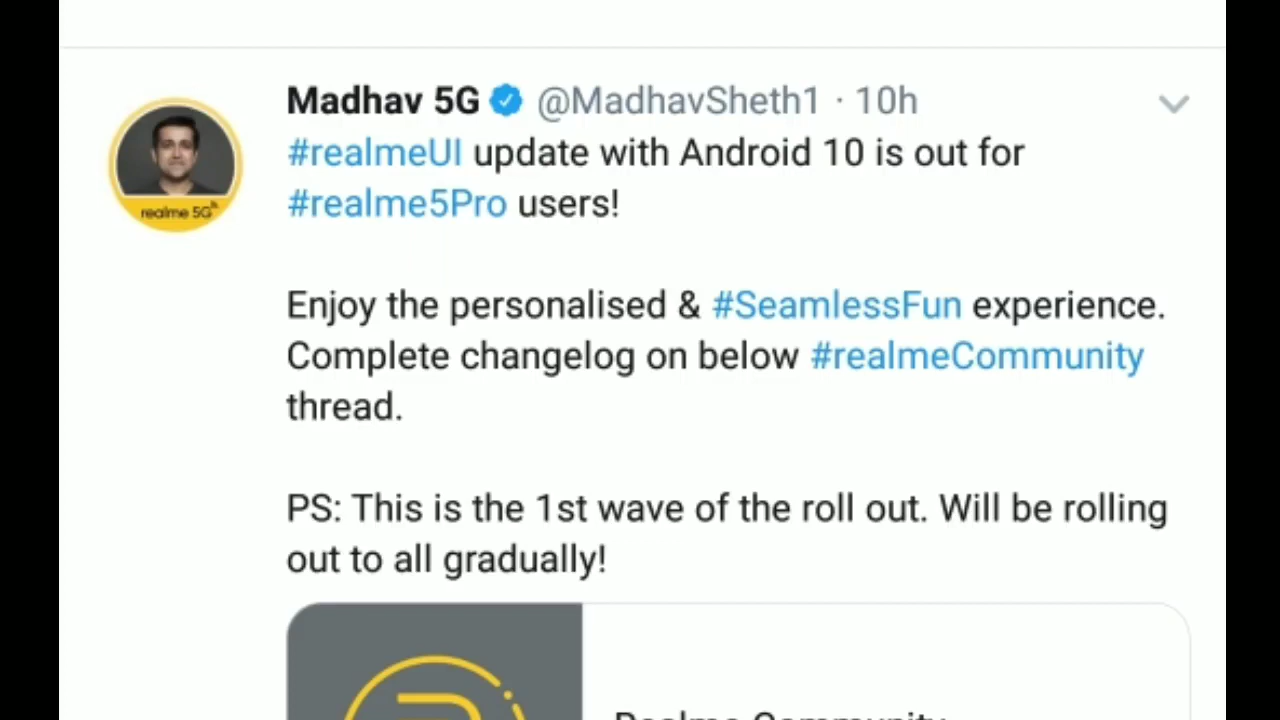 Madhav 5G @MadhavSheth1 · 10h
#realmeUI update with Android 10 is out for
#realme5Pro users!
realme 5G
Enjoy the personalised & #SeamlessFun experience.
Complete changelog on below #realmeCommunity
thread.
PS: This is the 1st wave of the roll out. Will be rolling
out to all gradually!
Realme Community